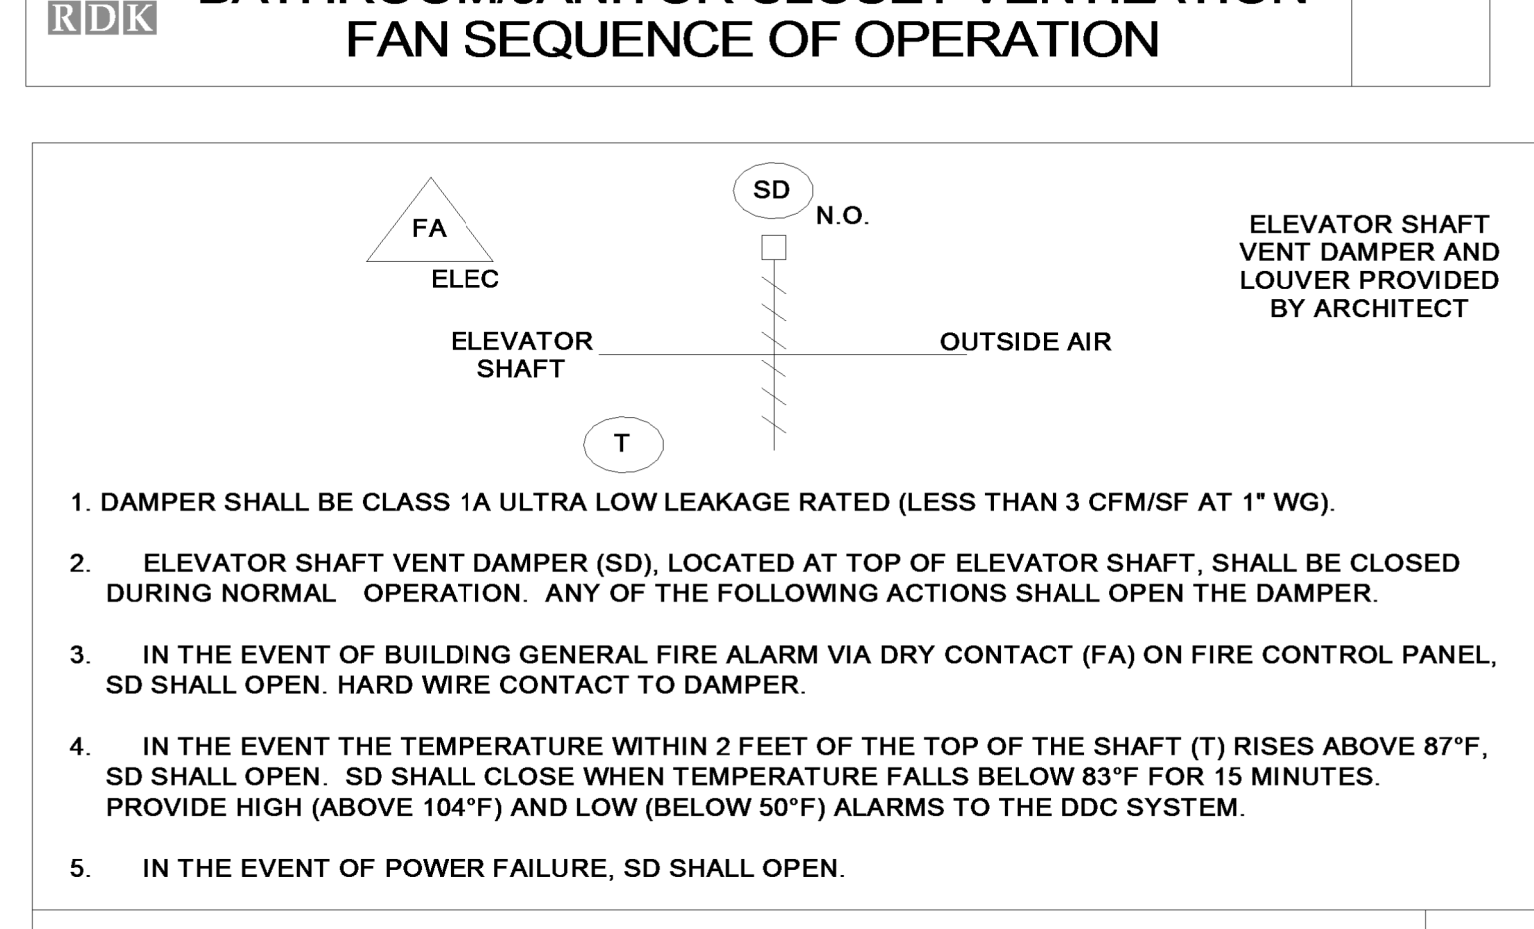 RDK
BATHROOM/JANITOR CLOSET VENTILATION
FAN SEQUENCE OF OPERATION
SD
N.O.
FA
ELEC
ELEVATOR SHAFT
VENT DAMPER AND
LOUVER PROVIDED
BY ARCHITECT
ELEVATOR
SHAFT
OUTSIDE AIR
T
1. DAMPER SHALL BE CLASS 1A ULTRA LOW LEAKAGE RATED (LESS THAN 3 CFM/SF AT 1" WG).
2. ELEVATOR SHAFT VENT DAMPER (SD), LOCATED AT TOP OF ELEVATOR SHAFT, SHALL BE CLOSED
DURING NORMAL OPERATION. ANY OF THE FOLLOWING ACTIONS SHALL OPEN THE DAMPER.
3. IN THE EVENT OF BUILDING GENERAL FIRE ALARM VIA DRY CONTACT (FA) ON FIRE CONTROL PANEL,
SD SHALL OPEN. HARD WIRE CONTACT TO DAMPER.
4. IN THE EVENT THE TEMPERATURE WITHIN 2 FEET OF THE TOP OF THE SHAFT (T) RISES ABOVE 87°F,
SD SHALL OPEN. SD SHALL CLOSE WHEN TEMPERATURE FALLS BELOW 83°F FOR 15 MINUTES.
PROVIDE HIGH (ABOVE 104°F) AND LOW (BELOW 50°F) ALARMS TO THE DDC SYSTEM.
5. IN THE EVENT OF POWER FAILURE, SD SHALL OPEN.